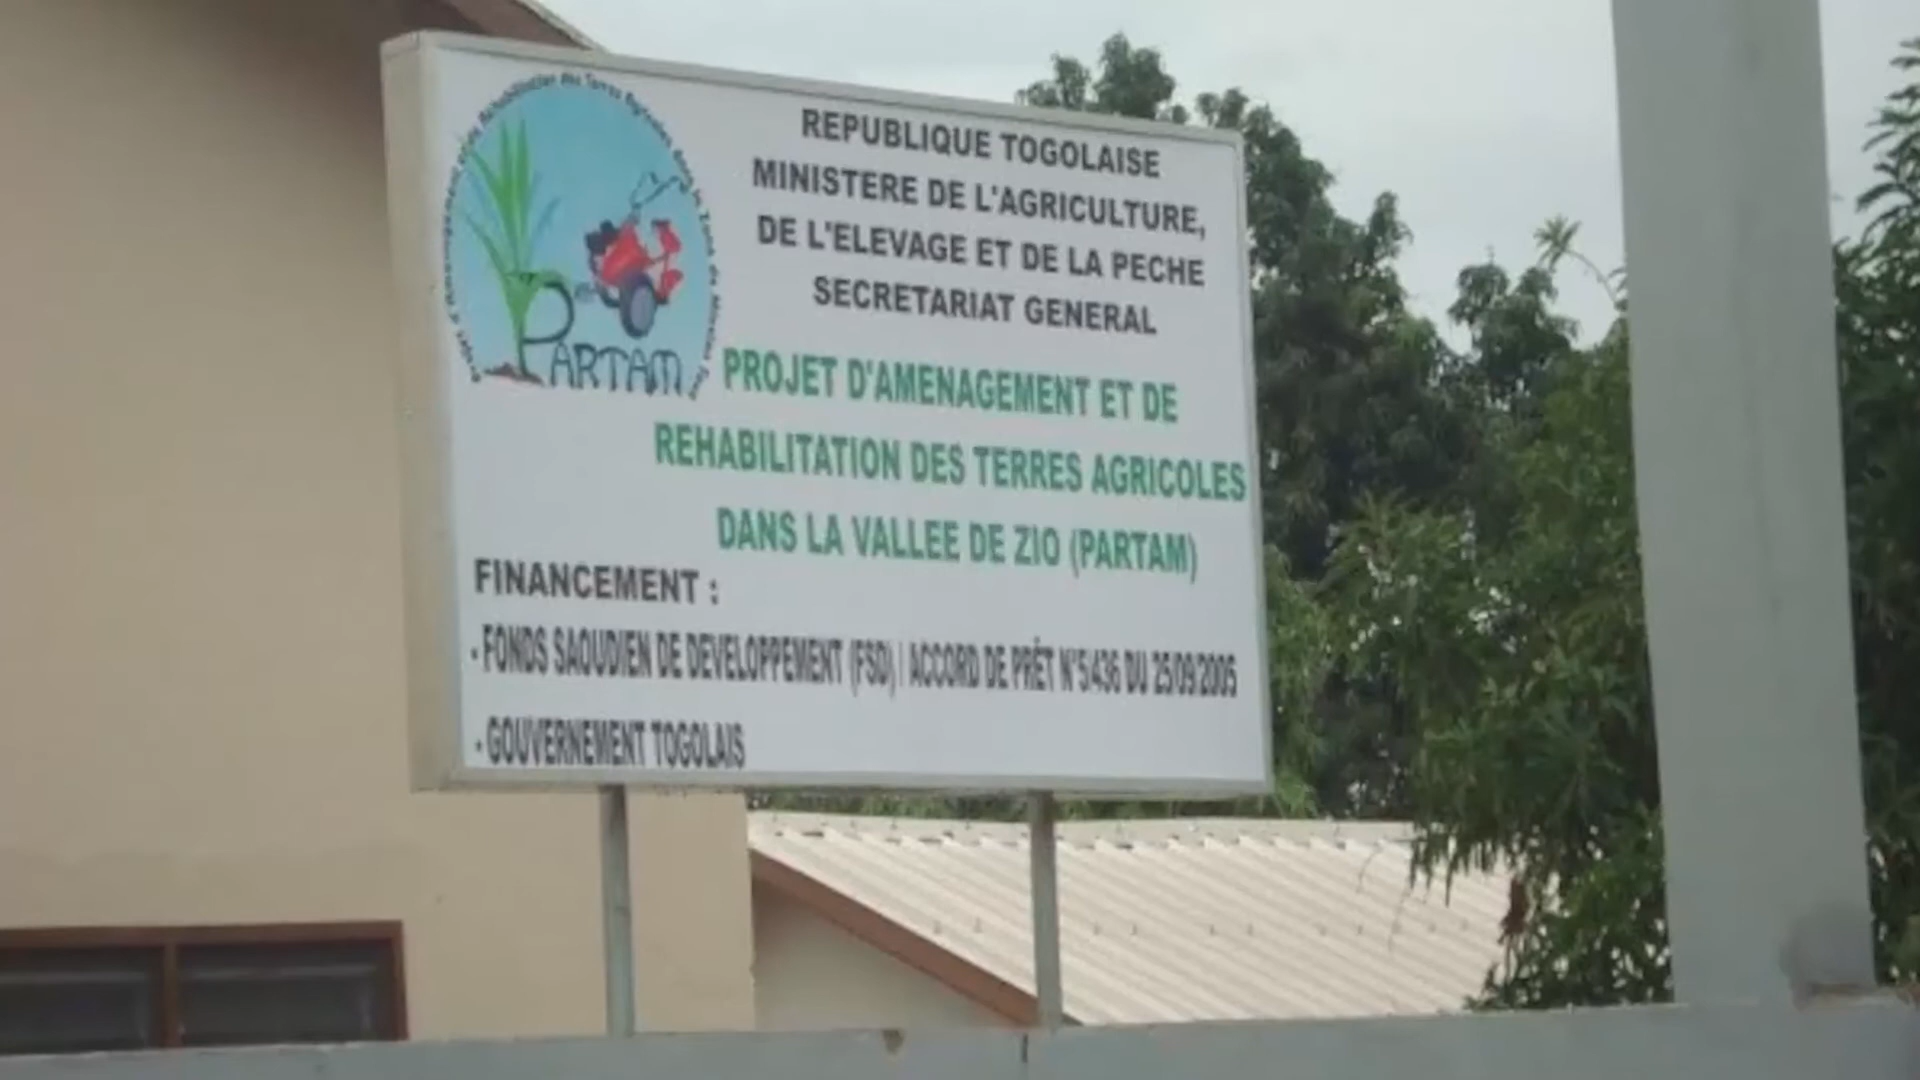 REPUBLIQUE TOGOLAISE
MINISTERE DE L'AGRICULTURE,
DE L'ELEVAGE ET DE LA PECHE
SECRETARIAT GENERAL
PARTAM
PROJET D'AMENAGEMENT ET DE
REHABILITATION DES TERRES AGRICOLES
DANS LA VALLEE DE ZIO (PARTAM)
FINANCEMENT :
- FONDS SAOUDIEN DE DEVELOPPEMENT (FSD) | ACCORD DE PRÊT N°5/436 DU 25/09/2005
- GOUVERNEMENT TOGOLAIS